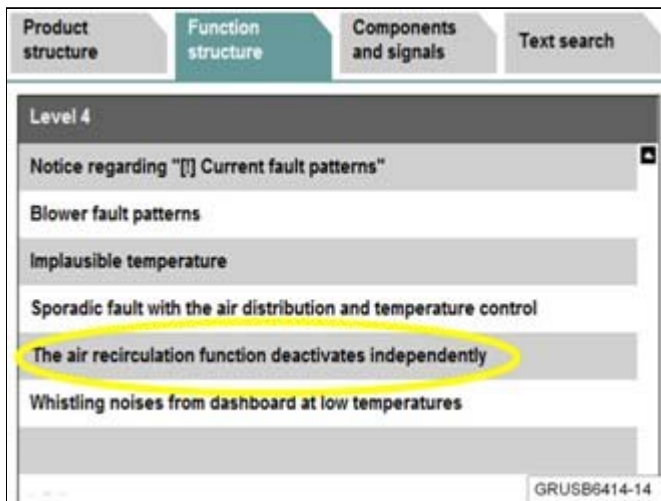 Product
structure
Function
structure
Components
and signals
Text search
Level 4
Notice regarding "[!] Current fault patterns"
Blower fault patterns
Implausible temperature
Sporadic fault with the air distribution and temperature control
The air recirculation function deactivates independently
Whistling noises from dashboard at low temperatures
GRUSB6414-14